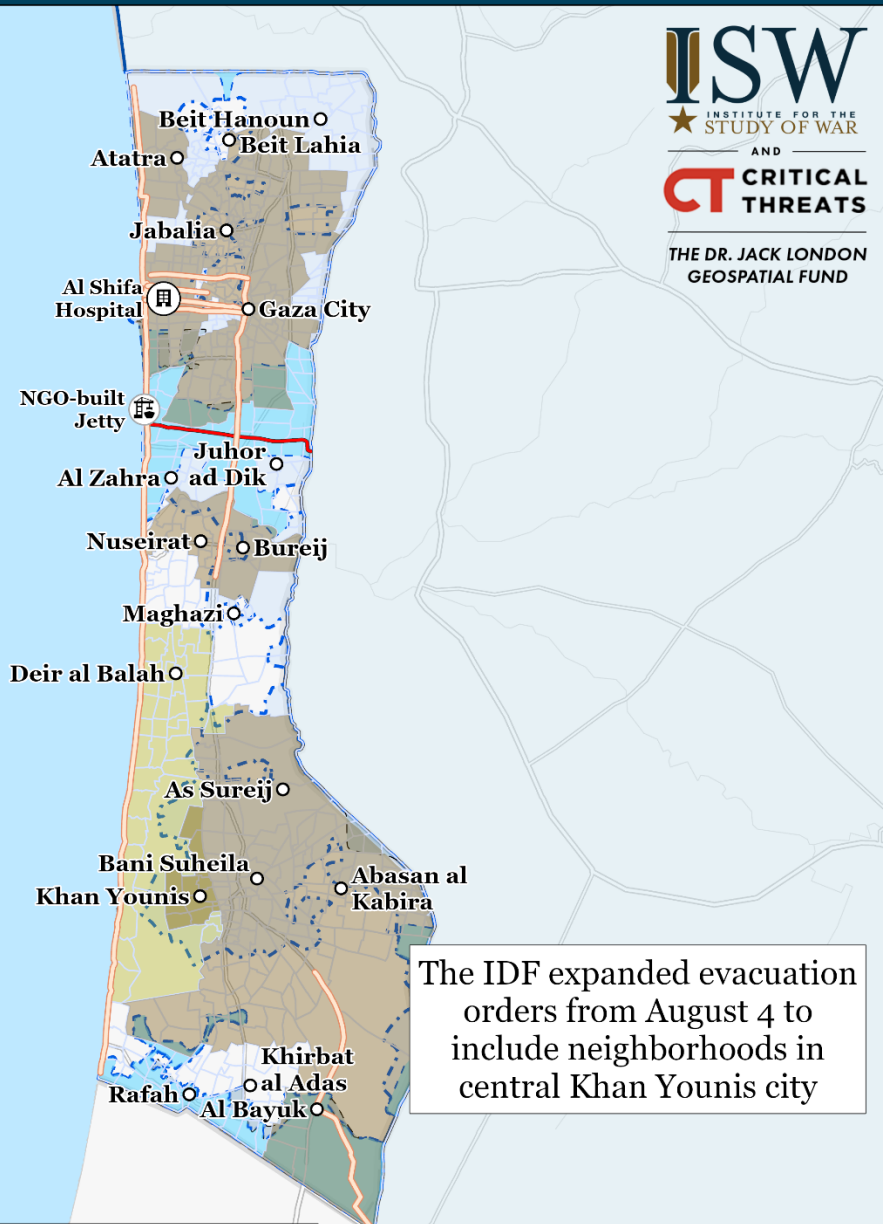 ISW
INSTITUTE FOR THE
STUDY OF WAR
AND
CT CRITICAL
THREATS
THE DR. JACK LONDON
GEOSPATIAL FUND
Beit Hanoun
Beit Lahia
Atatra
Jabalia
Al Shifa
Hospital
Gaza City
NGO-built
Jetty
Juhor
ad Dik
Al Zahra
Nuseirat
Bureij
Maghazi
Deir al Balah
As Sureij
Bani Suheila
Khan Younis
Abasan al
Kabira
The IDF expanded evacuation
orders from August 4 to
include neighborhoods in
central Khan Younis city
Khirbat
al Adas
Rafah
Al Bayuk